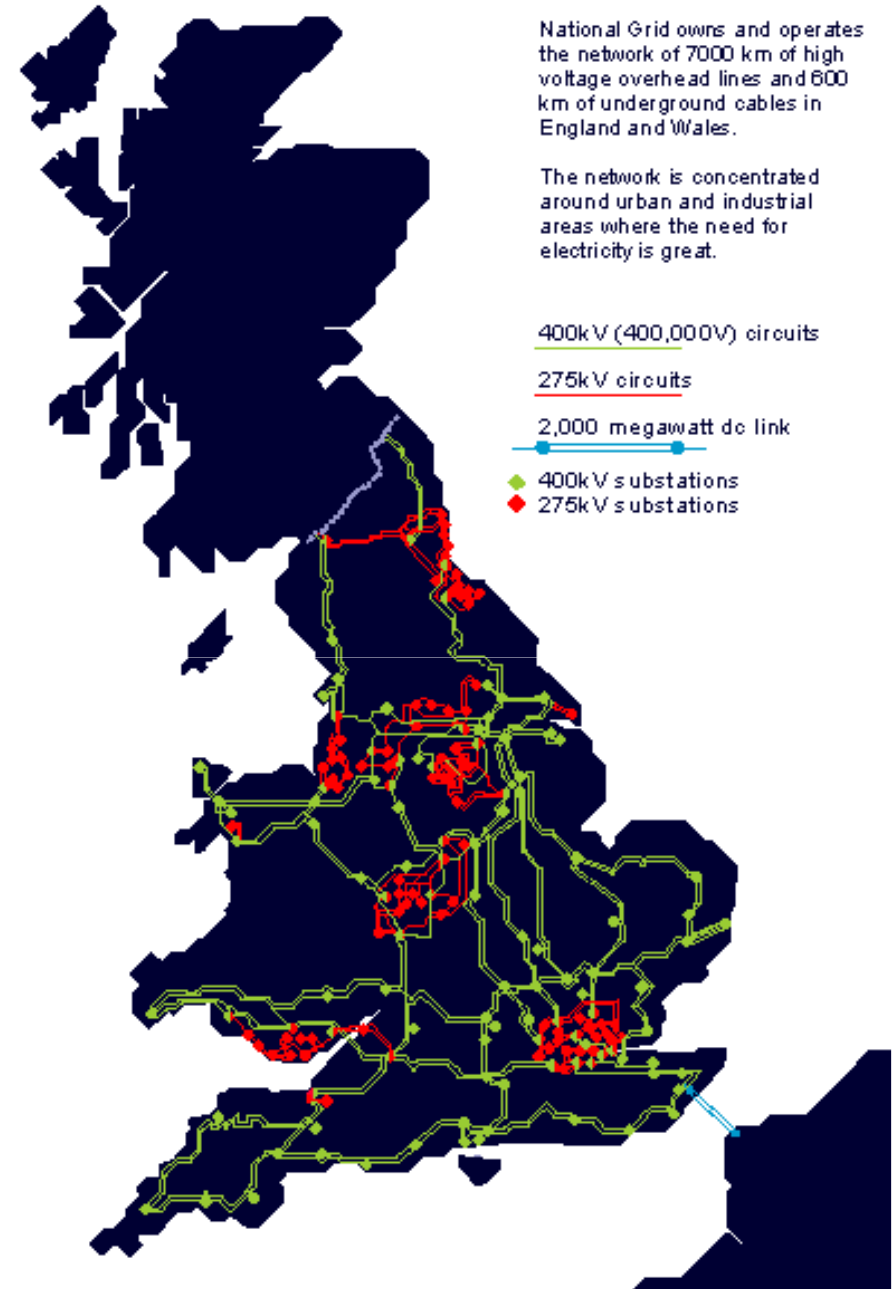 National Grid owns and operates
the network of 7000 km of high
voltage overhead lines and 600
km of underground cables in
England and Wales.
The network is concentrated
around urban and industrial
areas where the need for
electricity is great.
400kV (400,000V) circuits
275kV circuits
2,000 megawatt dc link
400kV substations
275kV substations